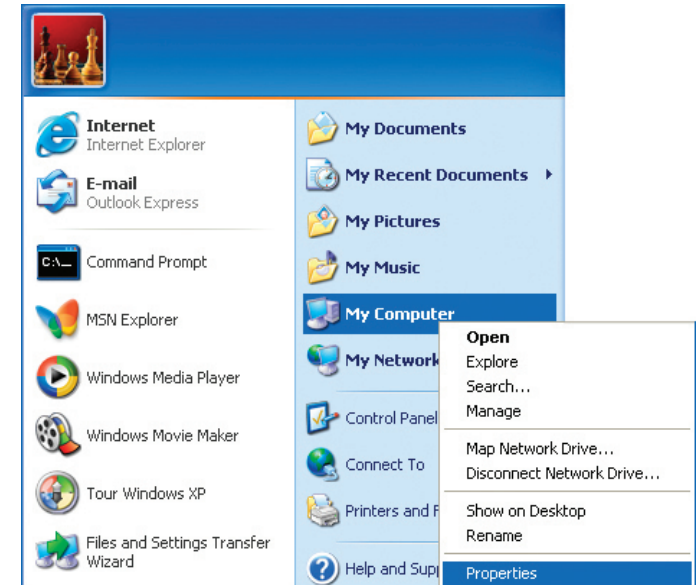 Internet
Internet Explorer
E-mail
Outlook Express
C:\_
Command Prompt
MSN Explorer
Windows Media Player
Windows Movie Maker
Tour Windows XP
Files and Settings Transfer
Wizard
My Documents
My Recent Documents
My Pictures
My Music
My Computer
My Network
Control Panel
Connect To
Printers and F
Help and Sup
Open
Explore
Search...
Manage
Map Network Drive...
Disconnect Network Drive...
Show on Desktop
Rename
Properties